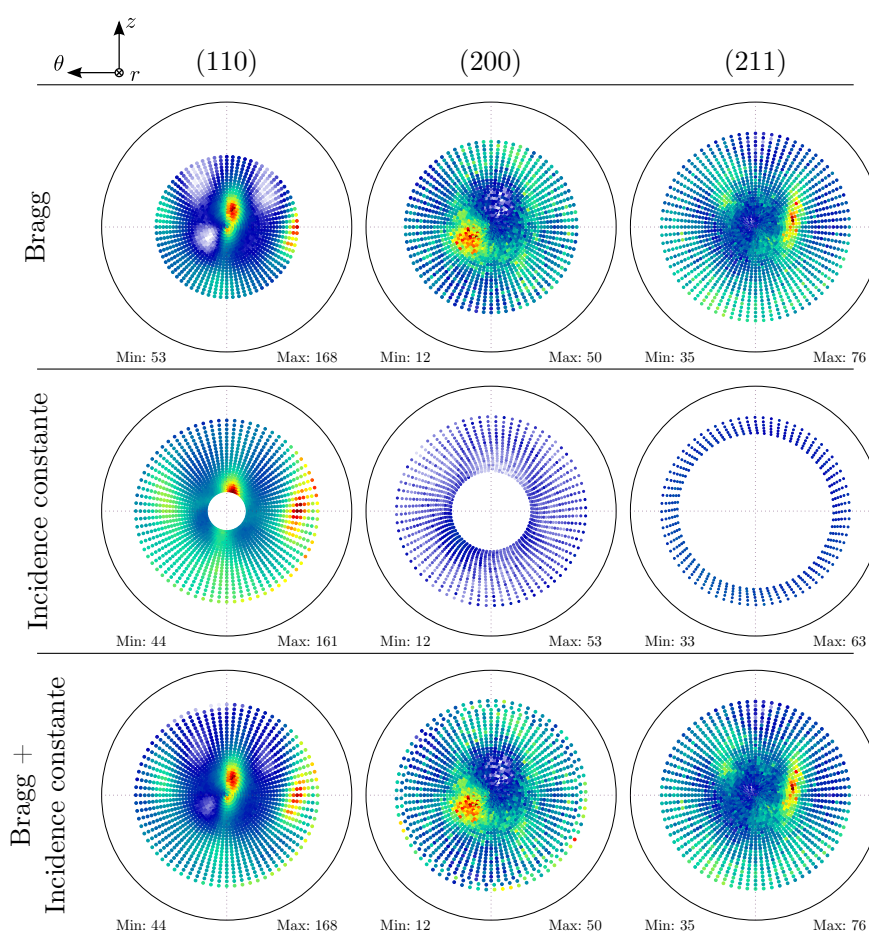 z
θ
r
(110) (200) (211)
Bragg
Min: 53 Max: 168 Min: 12 Max: 50 Min: 35 Max: 76
Incidence constante
Min: 44 Max: 161 Min: 12 Max: 53 Min: 33 Max: 63
Bragg +
Incidence constante
Min: 44 Max: 168 Min: 12 Max: 50 Min: 35 Max: 76